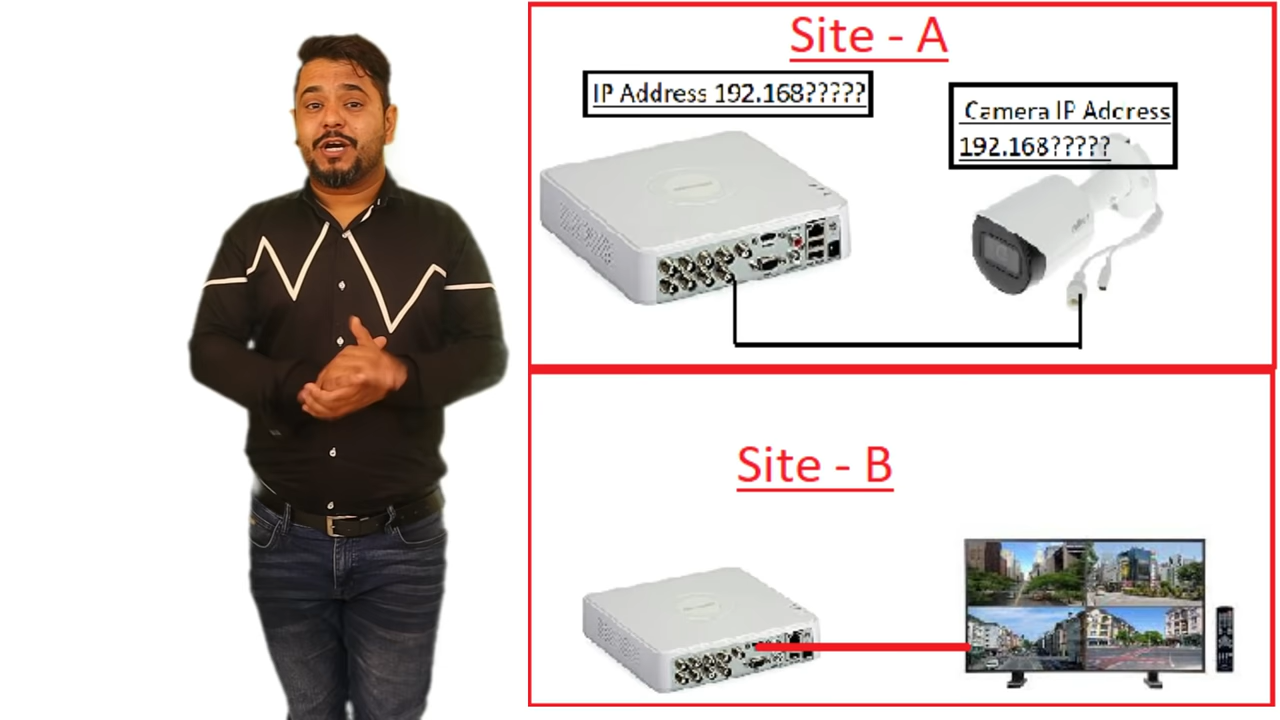 Site - A
IP Address 192.168?????
Camera IP Adcress
192.168?????
Site - B